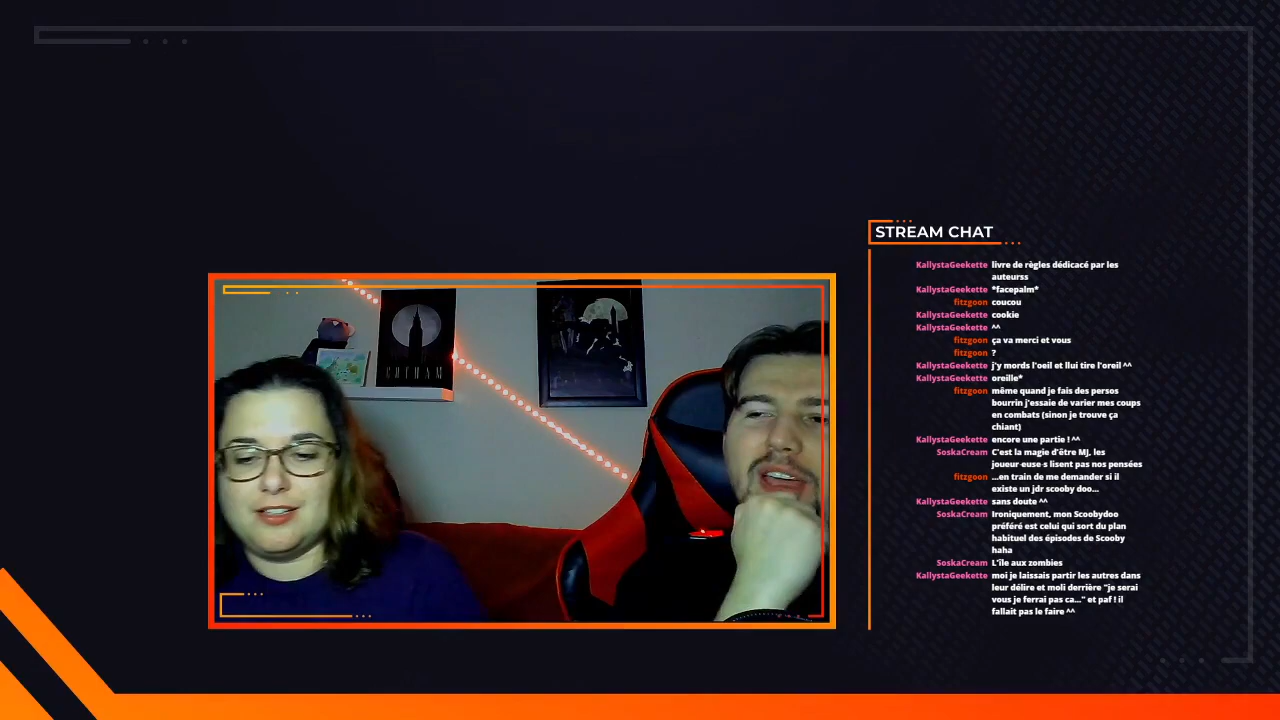 STREAM CHAT
KallystaGeekette livre de règles dédicacé par les
auteurss
KallystaGeekette *facepalm*
fitzgoon coucou
KallystaGeekette cookie
KallystaGeekette ^^
fitzgoon ça va merci et vous
fitzgoon ?
KallystaGeekette j'y mords l'oeil et llui tire l'oreil ^^
KallystaGeekette oreille*
fitzgoon même quand je fais des persos
bourrin j'essaie de varier mes coups
en combats (sinon je trouve ça
chiant)
KallystaGeekette encore une partie ! ^^
SoskaCream C'est la magie d'être MJ, les
joueur·euse·s lisent pas nos pensées
fitzgoon ...en train de me demander si il
existe un jdr scooby doo...
KallystaGeekette sans doute ^^
SoskaCream Ironiquement, mon Scoobydoo
préféré est celui qui sort du plan
habituel des épisodes de Scooby
haha
SoskaCream L'île aux zombies
KallystaGeekette moi je laissais partir les autres dans
leur délire et moli derrière "je serai
vous je ferrai pas ca..." et paf ! il
fallait pas le faire ^^
GOTHAM